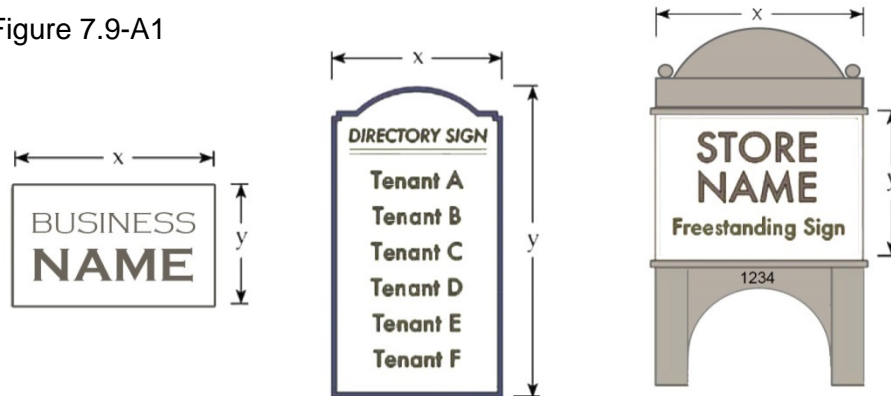 Figure 7.9-A1
x
y
BUSINESS
NAME
x
y
DIRECTORY SIGN
Tenant A
Tenant B
Tenant C
Tenant D
Tenant E
Tenant F
x
y
STORE
NAME
Freestanding Sign
1234